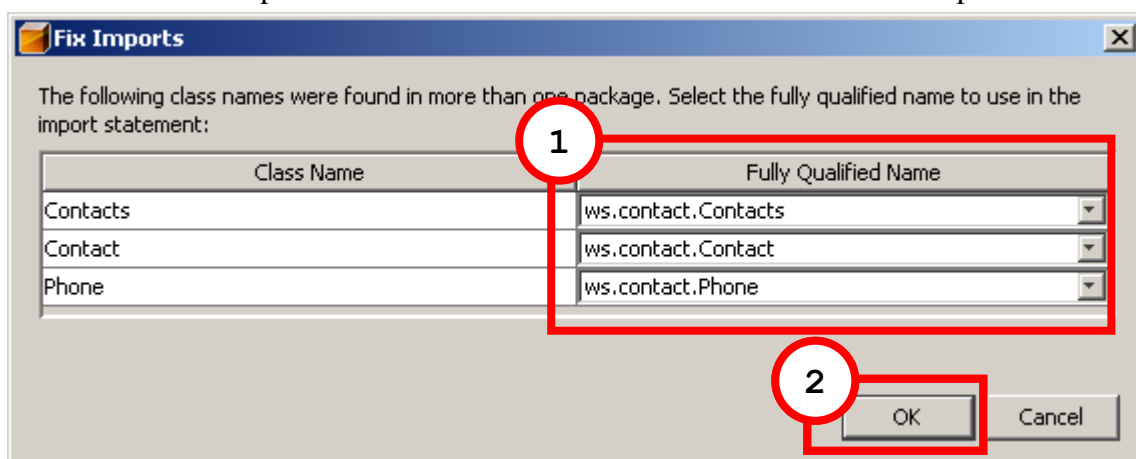 Fix Imports
The following class names were found in more than one package. Select the fully qualified name to use in the
import statement:
1
Class Name Fully Qualified Name
Contacts ws.contact.Contacts
Contact ws.contact.Contact
Phone ws.contact.Phone
2
OK Cancel